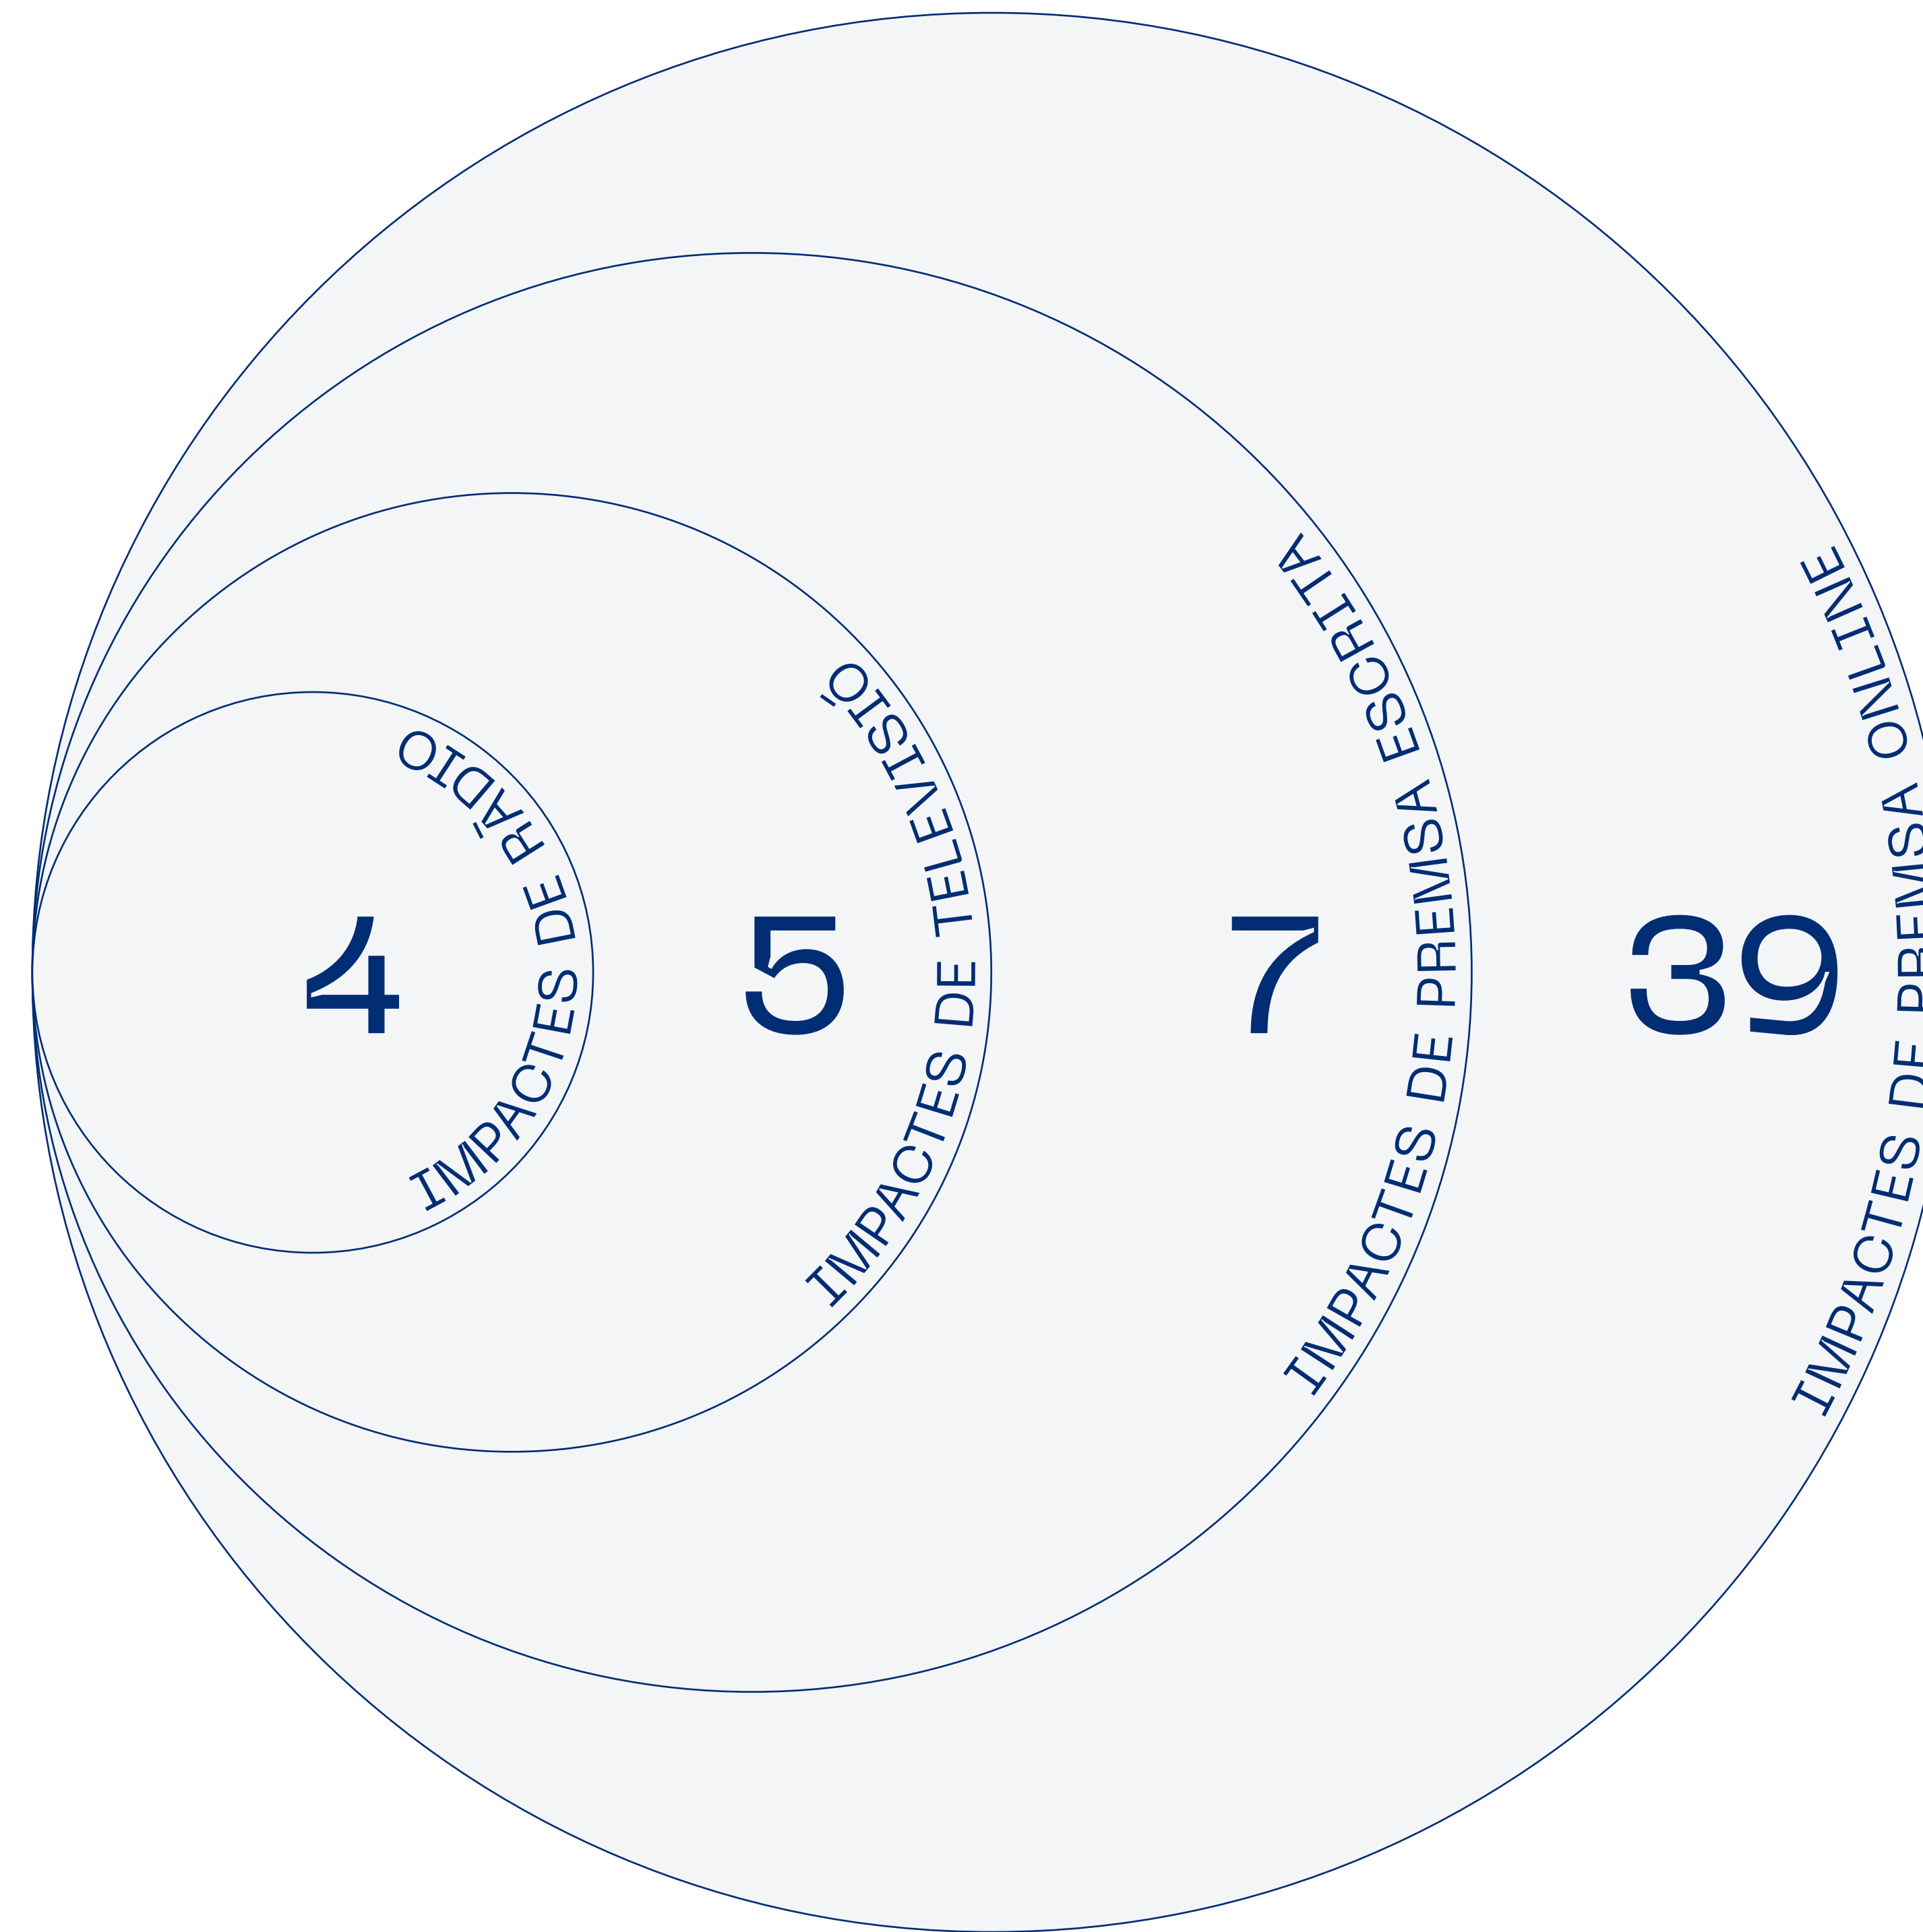 4
IMPACTES DE RÀDIO
5
IMPACTES DE TELEVISIÓ
7
IMPACTES DE PREMSA ESCRITA
39
IMPACTES DE PREMSA ONLINE